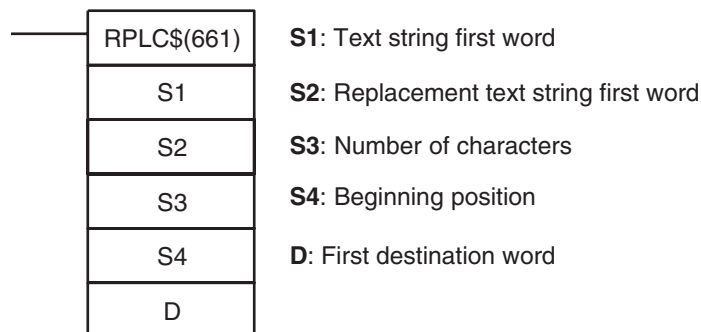 RPLC$(661)
S1
S2
S3
S4
D
S1: Text string first word
S2: Replacement text string first word
S3: Number of characters
S4: Beginning position
D: First destination word